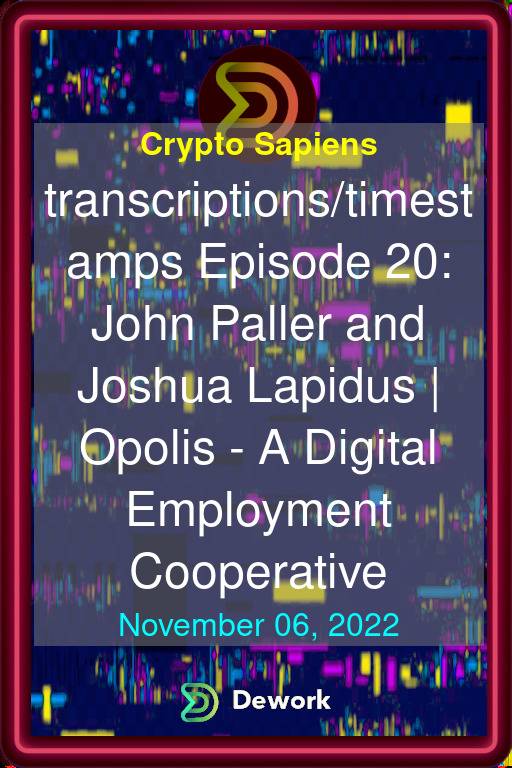 Crypto Sapiens
transcriptions/timest
amps Episode 20:
John Paller and
Joshua Lapidus |
Opolis - A Digital
Employment
Cooperative
November 06, 2022
Dework